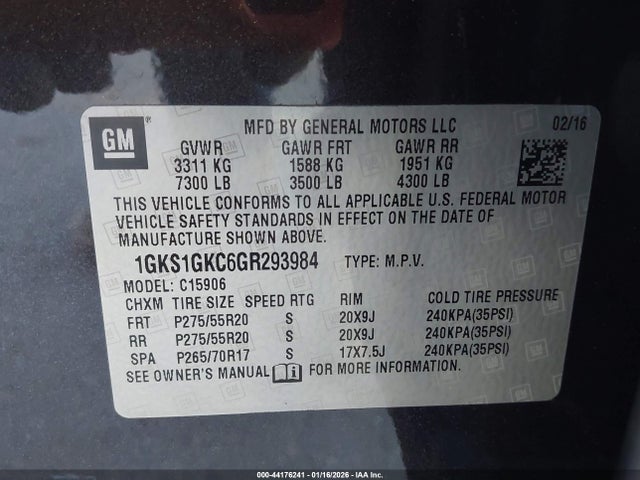 GM
®
MFD BY GENERAL MOTORS LLC 02/16
GVWR GAWR FRT GAWR RR
3311 KG 1588 KG 1951 KG
7300 LB 3500 LB 4300 LB
THIS VEHICLE CONFORMS TO ALL APPLICABLE U.S. FEDERAL MOTOR
VEHICLE SAFETY STANDARDS IN EFFECT ON THE DATE OF
MANUFACTURE SHOWN ABOVE.
1GKS1GKC6GR293984 TYPE: M.P.V.
MODEL: C15906
CHXM TIRE SIZE SPEED RTG RIM COLD TIRE PRESSURE
FRT P275/55R20 S 20X9J 240KPA(35PSI)
RR P275/55R20 S 20X9J 240KPA(35PSI)
SPA P265/70R17 S 17X7.5J 240KPA(35PSI)
SEE OWNER'S MANUAL FOR MORE INFORMATION.
000-44176241 - 01/16/2026 - IAA Inc.